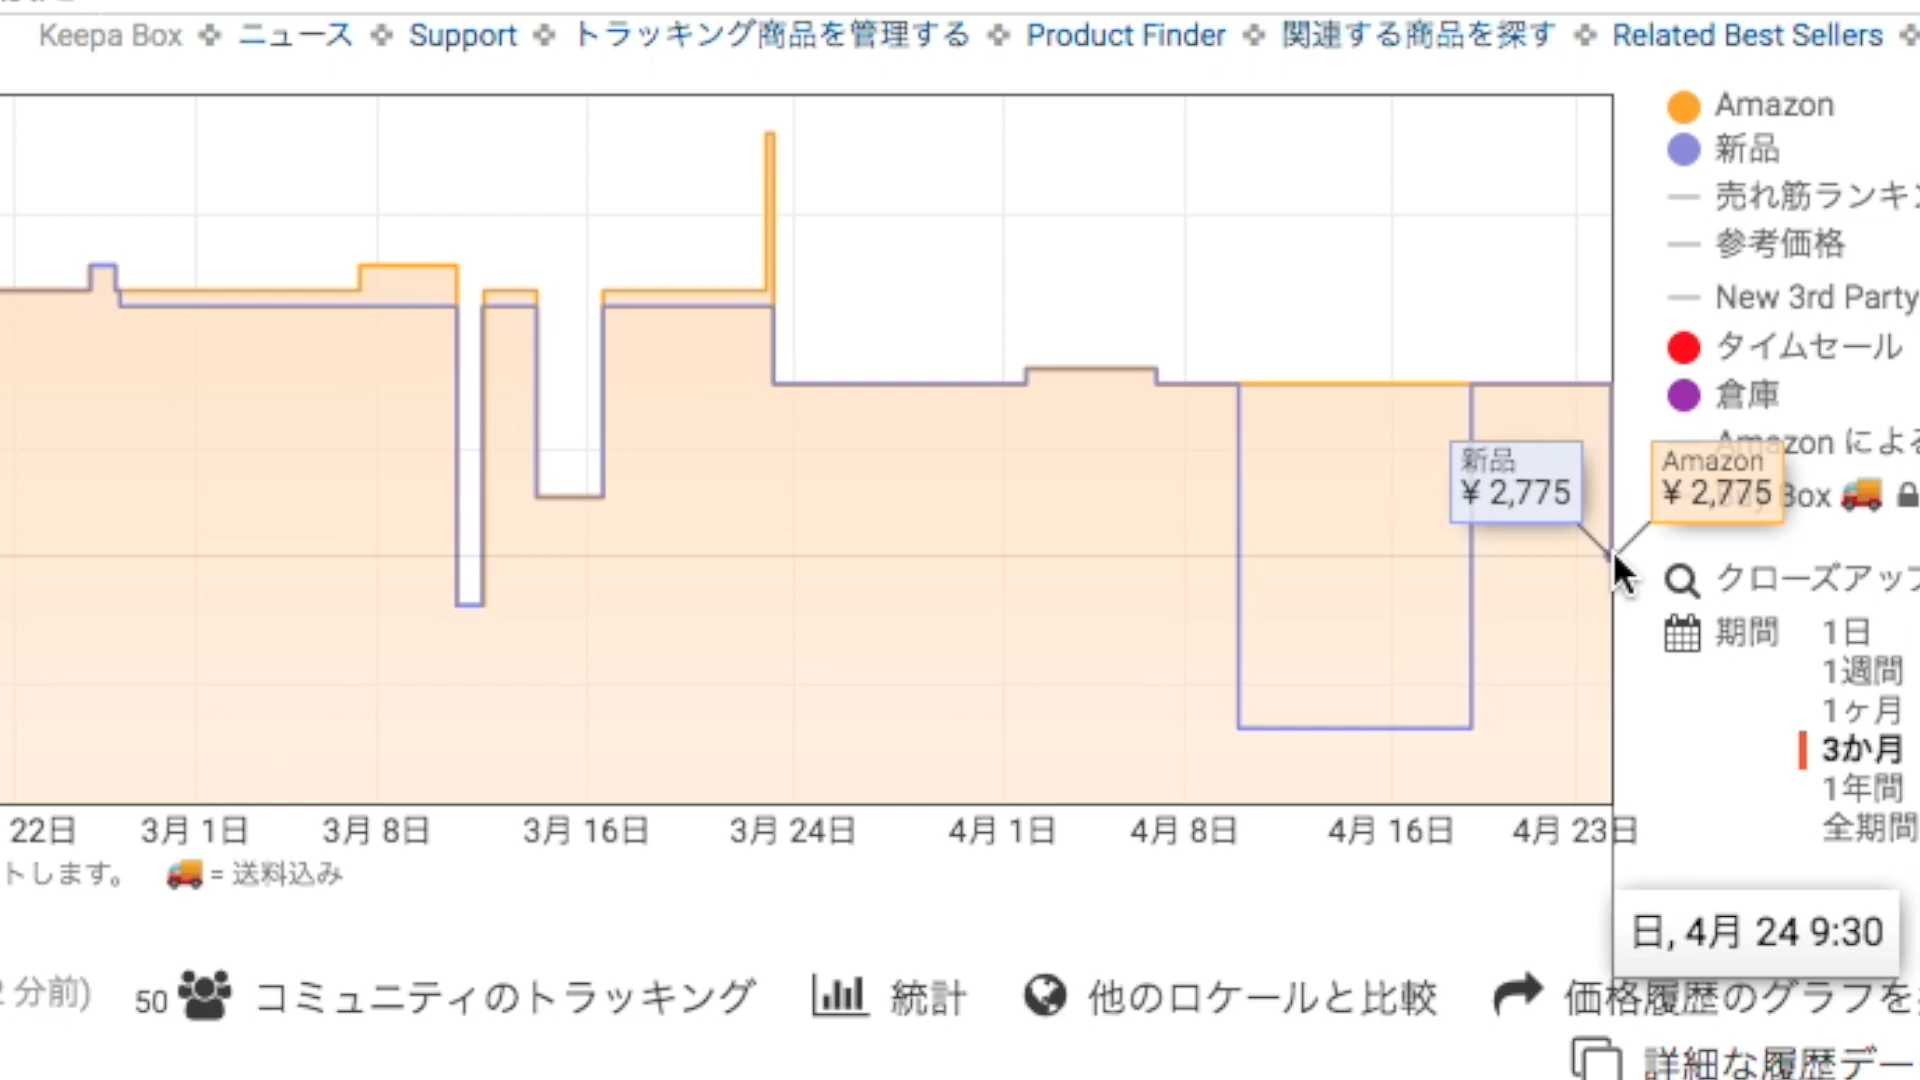 Keepa Box ニュース Support トラッキング商品を管理する Product Finder 関連する商品を探す Related Best Sellers
Amazon
新品
売れ筋ランキン
参考価格
New 3rd Party
タイムセール
倉庫
Amazon による
Box
新品
¥ 2,775
Amazon
¥ 2,775
クローズアップ
期間
1日
1週間
1ヶ月
3か月
1年間
全期間
22日 3月 1日 3月 8日 3月 16日 3月 24日 4月 1日 4月 8日 4月 16日 4月 23日
トします。 = 送料込み
日, 4月 24 9:30
2 分前) 50 コミュニティのトラッキング 統計 他のロケールと比較 価格履歴のグラフを
詳細な履歴デー